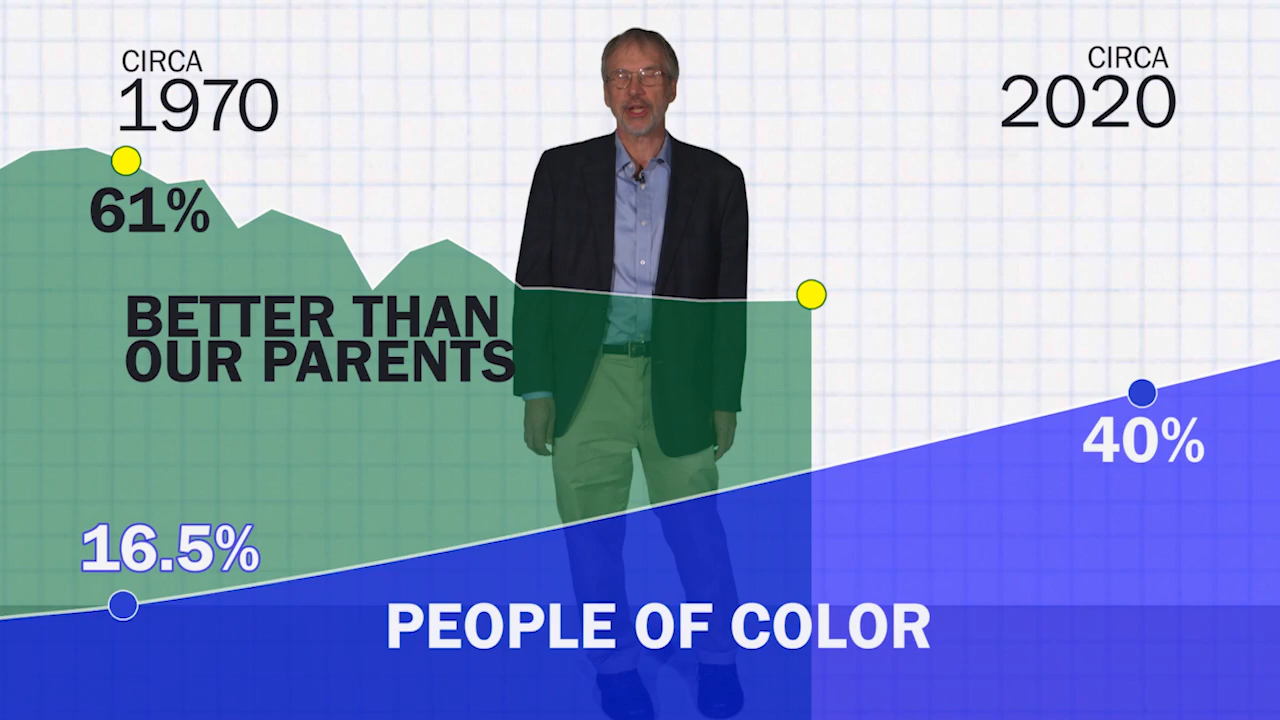 CIRCA
1970
CIRCA
2020
61%
BETTER THAN
OUR PARENTS
40%
16.5%
PEOPLE OF COLOR